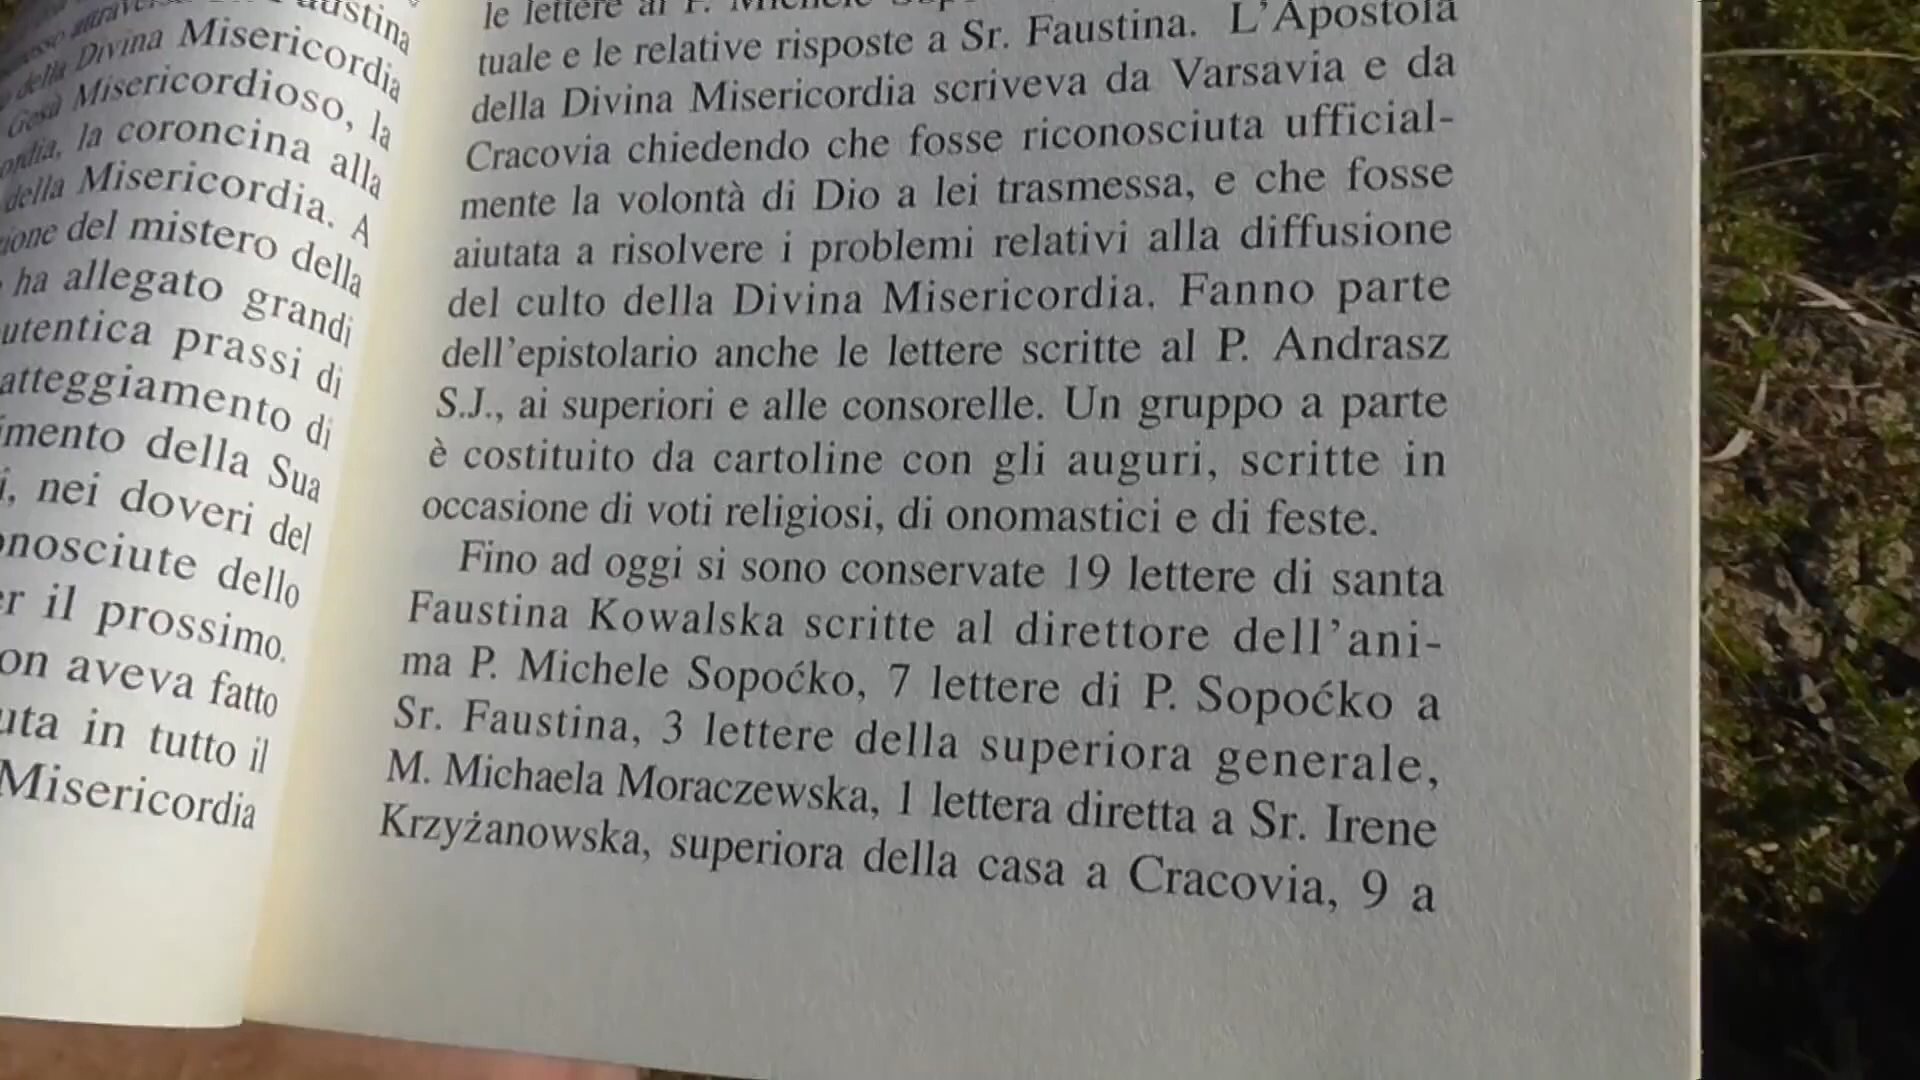 Faustina
della Divina Misericordia
Gesù Misericordioso, la
la coroncina alla
della Misericordia. A
del mistero della
ha allegato grandi
prassi di
di
della Sua
nei doveri del
dello
il prossimo.
aveva fatto
in tutto il
Misericordia
le lettere al P.
tuale e le relative risposte a Sr. Faustina. L'Apostola
della Divina Misericordia scriveva da Varsavia e da
Cracovia chiedendo che fosse riconosciuta ufficial-
mente la volontà di Dio a lei trasmessa, e che fosse
aiutata a risolvere i problemi relativi alla diffusione
del culto della Divina Misericordia. Fanno parte
dell'epistolario anche le lettere scritte al P. Andrasz
S.J., ai superiori e alle consorelle. Un gruppo a parte
è costituito da cartoline con gli auguri, scritte in
occasione di voti religiosi, di onomastici e di feste.
Fino ad oggi si sono conservate 19 lettere di santa
Faustina Kowalska scritte al direttore dell'ani-
ma P. Michele Sopoćko, 7 lettere di P. Sopoćko a
Sr. Faustina, 3 lettere della superiora generale,
M. Michaela Moraczewska, 1 lettera diretta a Sr. Irene
Krzyżanowska, superiora della casa a Cracovia, 9 a